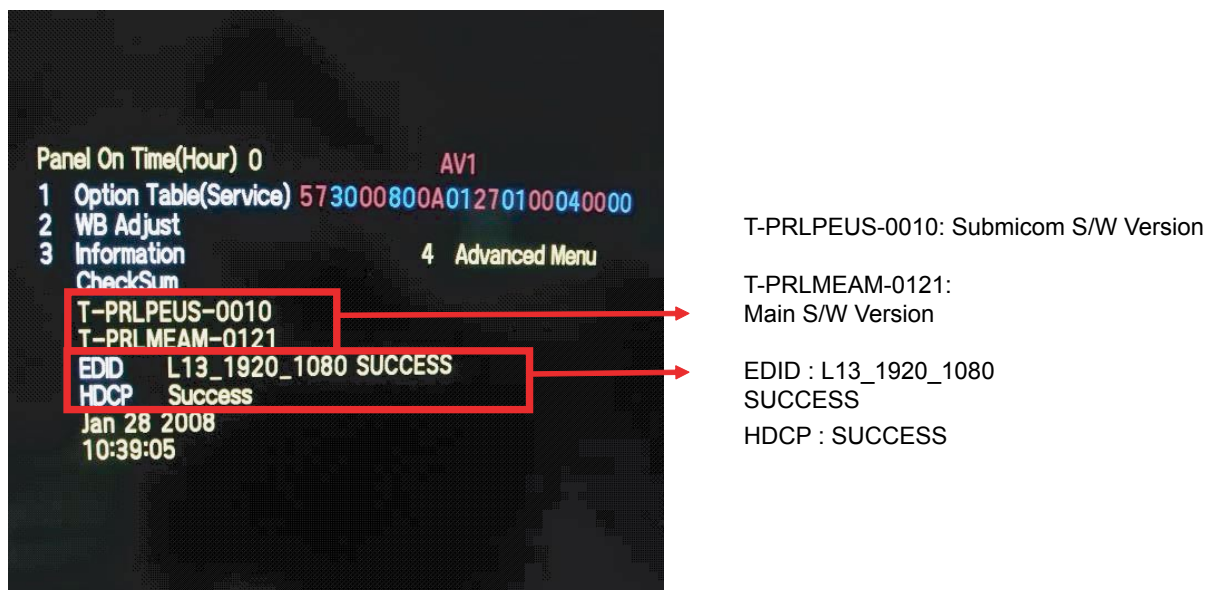 Panel On Time(Hour) 0 AV1
1 Option Table(Service) 573000800A01270100040000
2 WB Adjust
3 Information 4 Advanced Menu
CheckSum
T-PRLPEUS-0010
T-PRLMEAM-0121
EDID L13_1920_1080 SUCCESS
HDCP Success
Jan 28 2008
10:39:05
T-PRLPEUS-0010: Submicom S/W Version
T-PRLMEAM-0121:
Main S/W Version
EDID : L13_1920_1080
SUCCESS
HDCP : SUCCESS